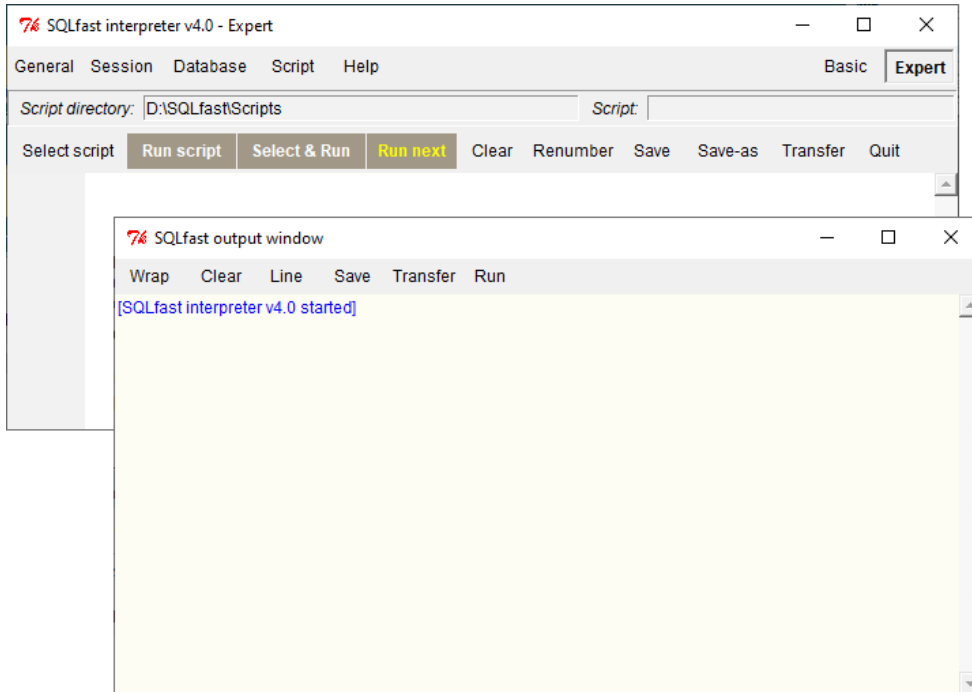 SQLfast interpreter v4.0 - Expert
General Session Database Script Help Basic Expert
Script directory: D:\SQLfast\Scripts Script:
Select script Run script Select & Run Run next Clear Renumber Save Save-as Transfer Quit
SQLfast output window
Wrap Clear Line Save Transfer Run
[SQLfast interpreter v4.0 started]